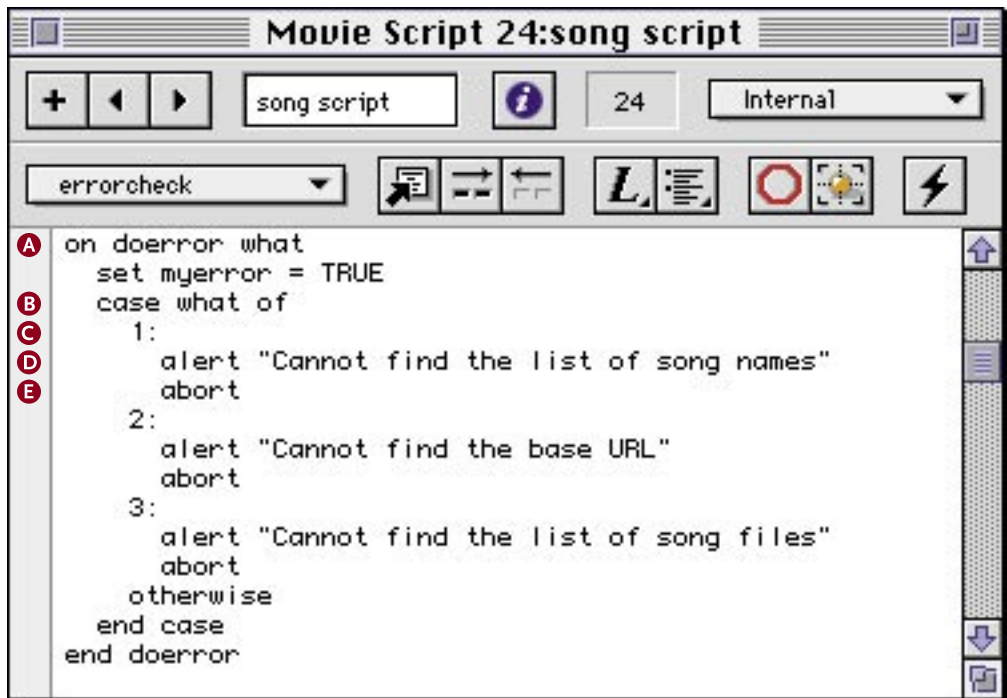 Movie Script 24:song script
song script
24
Internal
errorcheck
L
A on doerror what
set myerror = TRUE
B case what of
C 1:
D alert "Cannot find the list of song names"
E abort
2:
alert "Cannot find the base URL"
abort
3:
alert "Cannot find the list of song files"
abort
otherwise
end case
end doerror